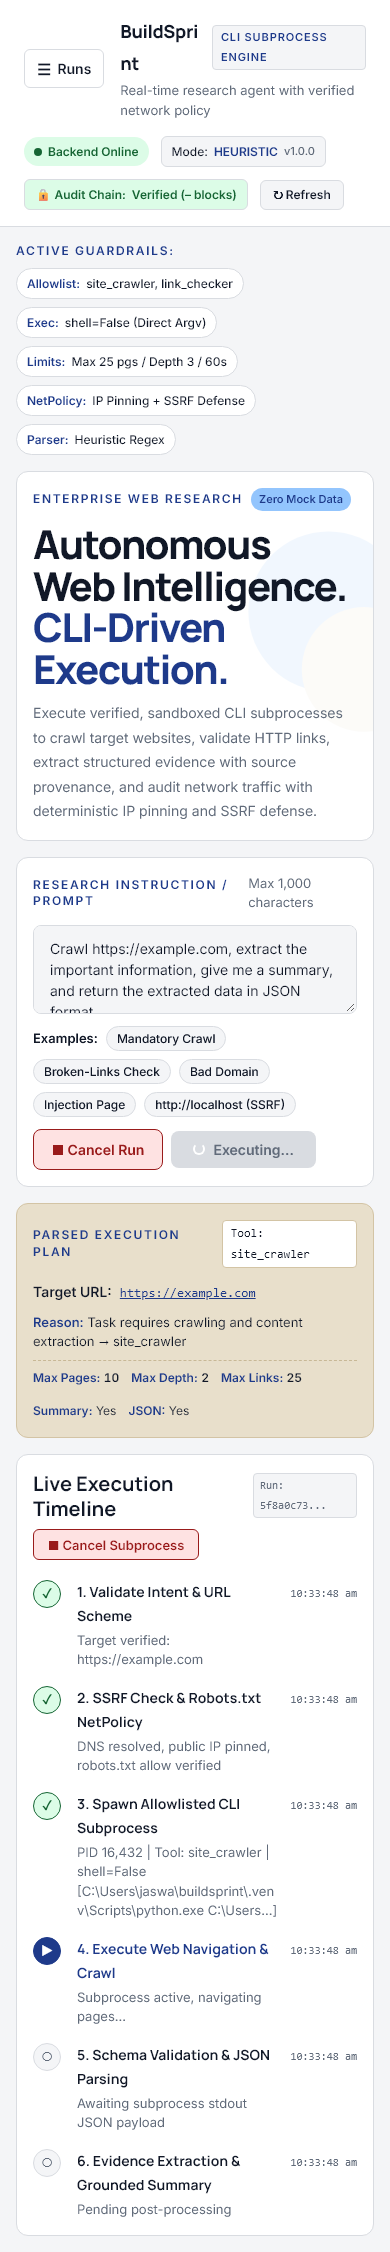 ☰ Runs
BuildSpri
nt
CLI SUBPROCESS
ENGINE
Real-time research agent with verified
network policy
Backend Online
Mode: HEURISTIC v1.0.0
🔒 Audit Chain: Verified (– blocks)
↻ Refresh
ACTIVE GUARDRAILS:
Allowlist: site_crawler, link_checker
Exec: shell=False (Direct Argv)
Limits: Max 25 pgs / Depth 3 / 60s
NetPolicy: IP Pinning + SSRF Defense
Parser: Heuristic Regex
ENTERPRISE WEB RESEARCH Zero Mock Data
Autonomous
Web Intelligence.
CLI-Driven
Execution.
Execute verified, sandboxed CLI subprocesses
to crawl target websites, validate HTTP links,
extract structured evidence with source
provenance, and audit network traffic with
deterministic IP pinning and SSRF defense.
RESEARCH INSTRUCTION /
PROMPT
Max 1,000
characters
Crawl https://example.com, extract the
important information, give me a summary,
and return the extracted data in JSON
format
Examples: Mandatory Crawl
Broken-Links Check Bad Domain
Injection Page http://localhost (SSRF)
Cancel Run Executing...
PARSED EXECUTION
PLAN
Tool:
site_crawler
Target URL: https://example.com
Reason: Task requires crawling and content
extraction → site_crawler
Max Pages: 10 Max Depth: 2 Max Links: 25
Summary: Yes JSON: Yes
Live Execution
Timeline
Run:
5f8a0c73...
Cancel Subprocess
1. Validate Intent & URL
Scheme
10:33:48 am
Target verified:
https://example.com
2. SSRF Check & Robots.txt
NetPolicy
10:33:48 am
DNS resolved, public IP pinned,
robots.txt allow verified
3. Spawn Allowlisted CLI
Subprocess
10:33:48 am
PID 16,432 | Tool: site_crawler |
shell=False
[C:\Users\jaswa\buildsprint\.ven
v\Scripts\python.exe C:\Users...]
4. Execute Web Navigation &
Crawl
10:33:48 am
Subprocess active, navigating
pages...
5. Schema Validation & JSON
Parsing
10:33:48 am
Awaiting subprocess stdout
JSON payload
6. Evidence Extraction &
Grounded Summary
10:33:48 am
Pending post-processing